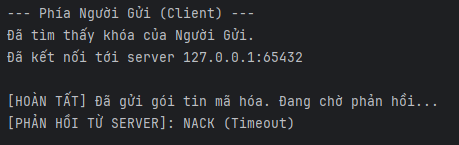 --- Phía Người Gửi (Client) ---
Đã tìm thấy khóa của Người Gửi.
Đã kết nối tới server 127.0.0.1:65432
[HOÀN TẤT] Đã gửi gói tin mã hóa. Đang chờ phản hồi...
[PHẢN HỒI TỪ SERVER]: NACK (Timeout)